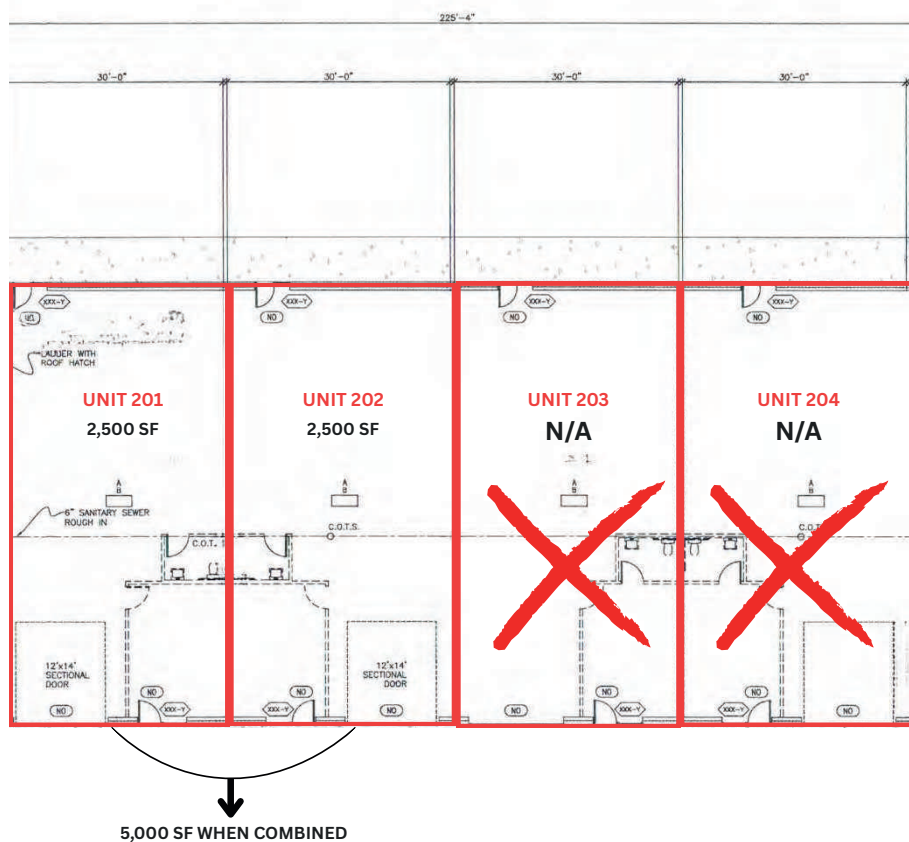 225'-4"
30'-0" 30'-0" 30'-0" 30'-0"
XXX-Y XXX-Y XXX-Y XXX-Y
NO NO NO
LADDER WITH
ROOF HATCH
UNIT 201 UNIT 202 UNIT 203 UNIT 204
2,500 SF 2,500 SF N/A N/A
A A A A
B B B B
6" SANITARY SEWER
ROUGH IN
C.O.T. C.O.T.S. C.O.T.
12'x14' 12'x14'
SECTIONAL SECTIONAL
DOOR DOOR
NO NO NO NO
NO NO NO NO
XXX-Y XXX-Y XXX-Y XXX-Y
5,000 SF WHEN COMBINED